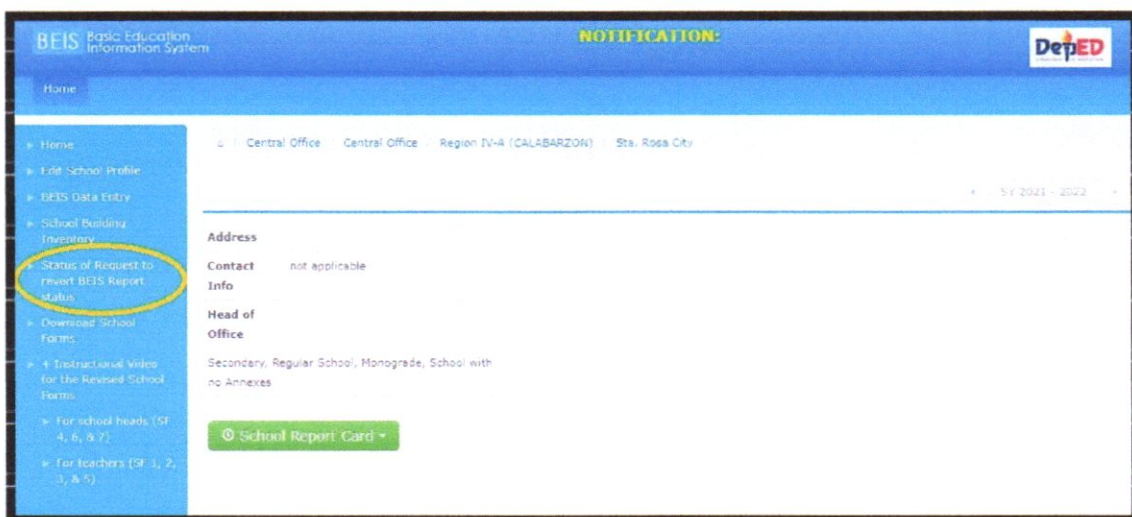 BEIS Basic Education
Information System
NOTIFICATION:
DepED
Home
Home
Edit School Profile
BEIS Data Entry
School Building
Inventory
Status of Request to
revert BEIS Report
status
Download School
Forms
+ Instructional Video
for the Revised School
Forms
For school heads (SF
4, 6, & 7)
For teachers (SF 1, 2,
3, & 5)
Central Office / Central Office / Region IV-A (CALABARZON) / Sta. Rosa City
SY 2021 - 2022
Address
Contact not applicable
Info
Head of
Office
Secondary, Regular School, Monograde, School with
no Annexes
School Report Card